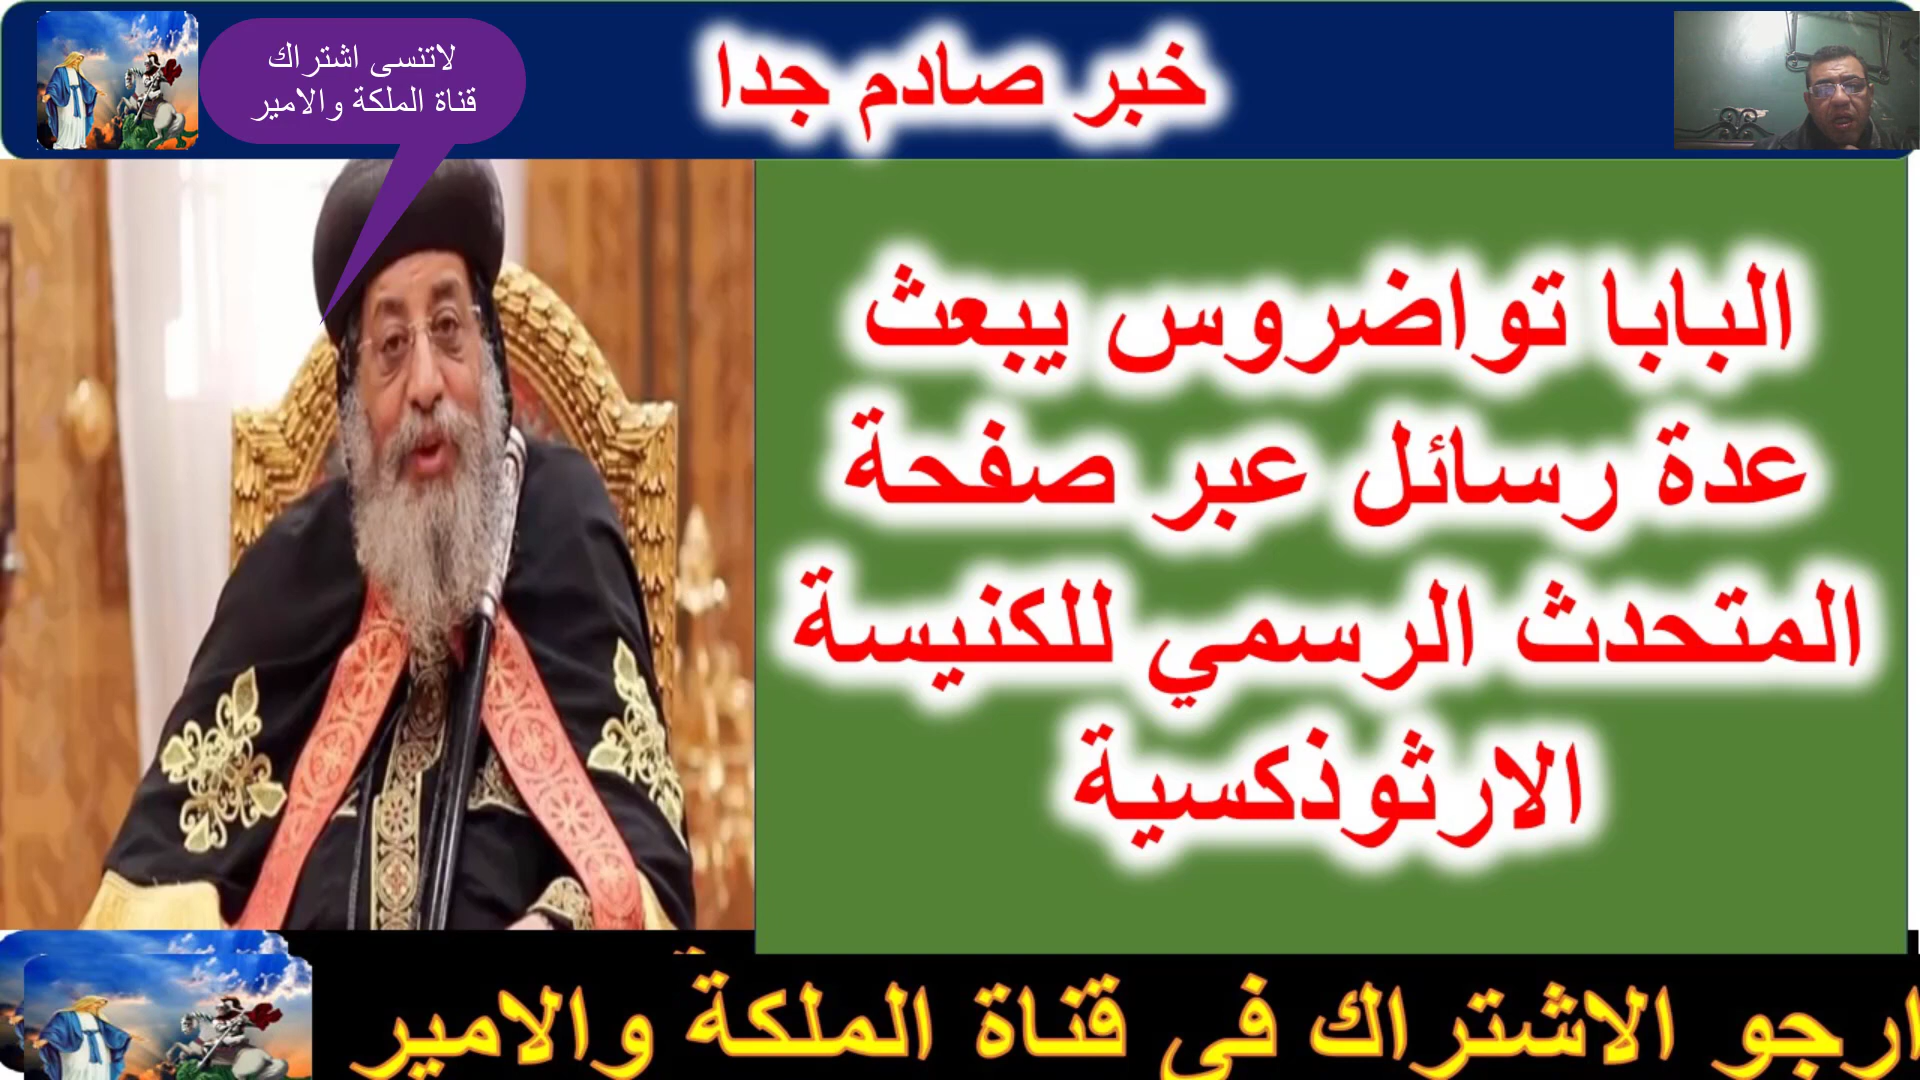 خبر صادم جدا
لاتنسى اشتراك
قناة الملكة والامير
البابا تواضروس يبعث
عدة رسائل عبر صفحة
المتحدث الرسمي للكنيسة
الارثوذكسية
ارجو الاشتراك فى قناة الملكة والامير